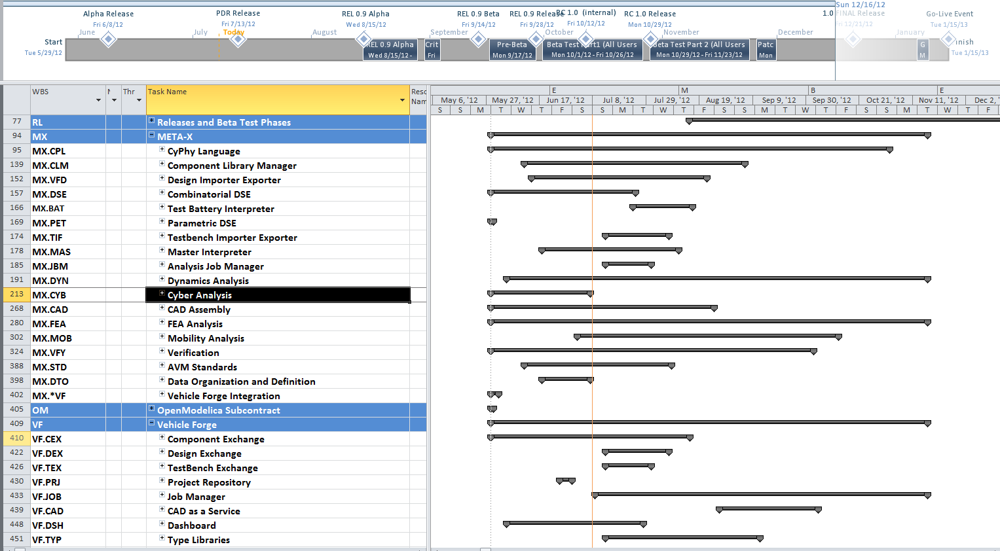 Sun 12/16/12
Alpha Release PDR Release REL 0.9 Alpha REL 0.9 Beta REL 0.9 Release RC 1.0 (internal) RC 1.0 Release 1.0 FINAL Release Go-Live Event
Fri 6/8/12 Fri 7/13/12 Wed 8/15/12 Fri 9/14/12 Fri 9/28/12 Fri 10/12/12 Mon 10/29/12 Fri 12/21/12 Tue 1/15/13
June July Today August September October November December January
Start REL 0.9 Alpha Crit Pre-Beta Beta Test Part1 (All Users Beta Test Part 2 (All Users Patc G Finish
Tue 5/29/12 Wed 8/15/12 - Fri Mon 9/17/12 Mon 10/1/12 - Fri 10/26/12 Mon 10/29/12 - Fri 11/23/12 Mon M Tue 1/15/13
WBS Thr Task Name Resc Nam E M B E
May 6, '12 May 27, '12 Jun 17, '12 Jul 8, '12 Jul 29, '12 Aug 19, '12 Sep 9, '12 Sep 30, '12 Oct 21, '12 Nov 11, '12 Dec 2, '
S S M T W T F S S M T W T F S S M T W T F S S M T W T F
77 RL Releases and Beta Test Phases
94 MX META-X
95 MX.CPL CyPhy Language
139 MX.CLM Component Library Manager
152 MX.VFD Design Importer Exporter
157 MX.DSE Combinatorial DSE
166 MX.BAT Test Battery Interpreter
169 MX.PET Parametric DSE
174 MX.TIF Testbench Importer Exporter
178 MX.MAS Master Interpreter
185 MX.JBM Analysis Job Manager
191 MX.DYN Dynamics Analysis
213 MX.CYB Cyber Analysis
268 MX.CAD CAD Assembly
280 MX.FEA FEA Analysis
302 MX.MOB Mobility Analysis
324 MX.VFY Verification
388 MX.STD AVM Standards
398 MX.DTO Data Organization and Definition
402 MX.*VF Vehicle Forge Integration
405 OM OpenModelica Subcontract
409 VF Vehicle Forge
410 VF.CEX Component Exchange
422 VF.DEX Design Exchange
426 VF.TEX TestBench Exchange
430 VF.PRJ Project Repository
433 VF.JOB Job Manager
439 VF.CAD CAD as a Service
448 VF.DSH Dashboard
451 VF.TYP Type Libraries